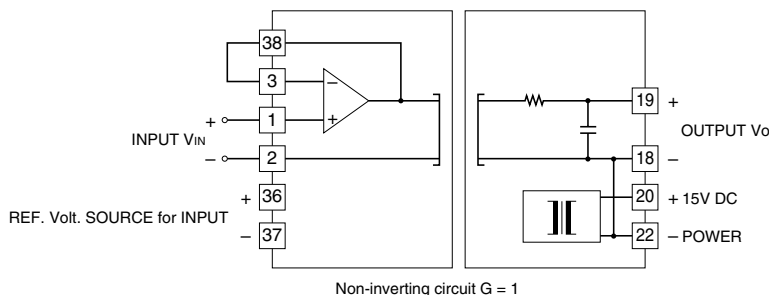 38
3 −
1 +
+
INPUT VIN
−
2
+ 36
REF. Volt. SOURCE for INPUT
− 37
19 +
OUTPUT Vo
18 −
20 + 15V DC
22 − POWER
Non-inverting circuit G = 1